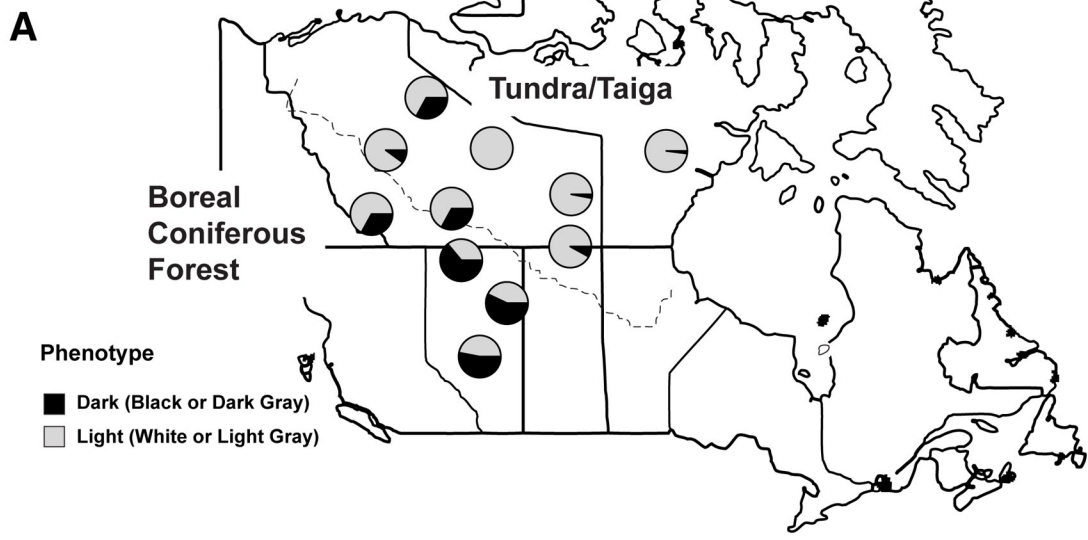 A
Tundra/Taiga
Boreal
Coniferous
Forest
Phenotype
Dark (Black or Dark Gray)
Light (White or Light Gray)